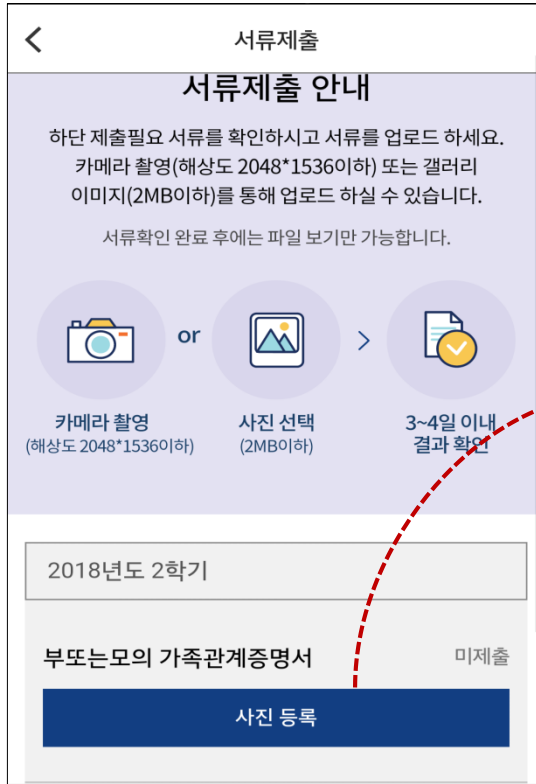 서류제출
서류제출 안내
하단 제출필요 서류를 확인하시고 서류를 업로드 하세요.
카메라 촬영(해상도 2048*1536이하) 또는 갤러리
이미지(2MB이하)를 통해 업로드 하실 수 있습니다.
서류확인 완료 후에는 파일 보기만 가능합니다.
or
>
카메라 촬영
(해상도 2048*1536이하)
사진 선택
(2MB이하)
3~4일 이내
결과 확인
2018년도 2학기
부또는모의 가족관계증명서 미제출
사진 등록